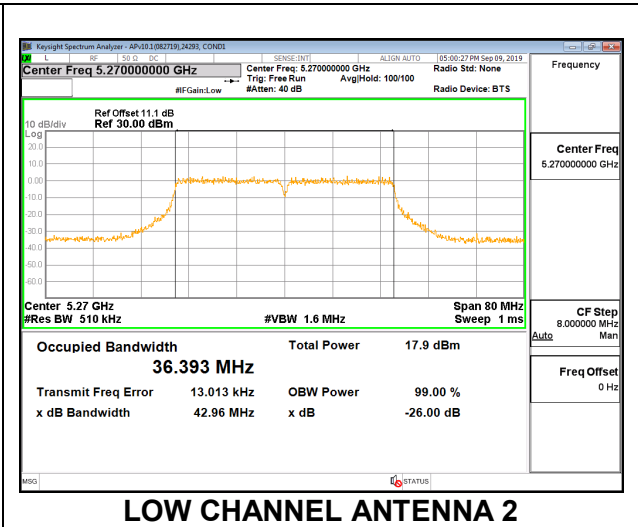 Keysight Spectrum Analyzer - APv10.1(082719),24293, COND1
L RF 50 Ω DC SENSE:INT ALIGN AUTO 05:00:27 PM Sep 09, 2019
Center Freq 5.270000000 GHz
Center Freq: 5.270000000 GHz
Radio Std: None
Trig: Free Run Avg|Hold: 100/100
#IFGain:Low
#Atten: 40 dB
Radio Device: BTS
Frequency
Ref Offset 11.1 dB
10 dB/div Ref 30.00 dBm
Log
20.0
10.0
0.00
-10.0
-20.0
-30.0
-40.0
-50.0
-60.0
Center Freq
5.270000000 GHz
Center 5.27 GHz Span 80 MHz
#Res BW 510 kHz #VBW 1.6 MHz Sweep 1 ms
CF Step
8.000000 MHz
Auto Man
Occupied Bandwidth Total Power 17.9 dBm
36.393 MHz
Freq Offset
0 Hz
Transmit Freq Error 13.013 kHz OBW Power 99.00 %
x dB Bandwidth 42.96 MHz x dB -26.00 dB
MSG STATUS
LOW CHANNEL ANTENNA 2